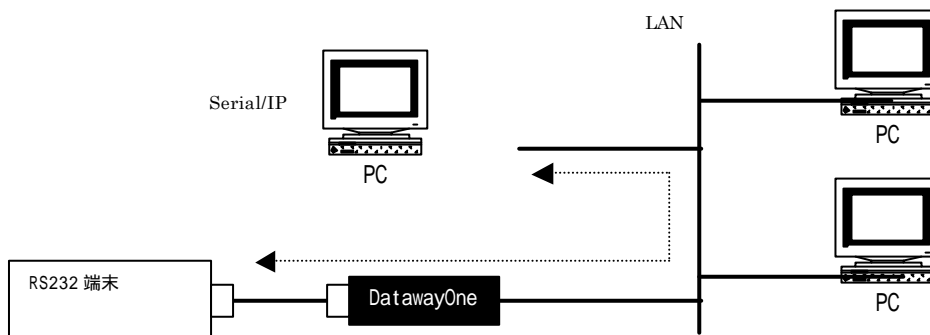 LAN
Serial/IP
PC
PC
RS232 端末
DatawayOne
PC